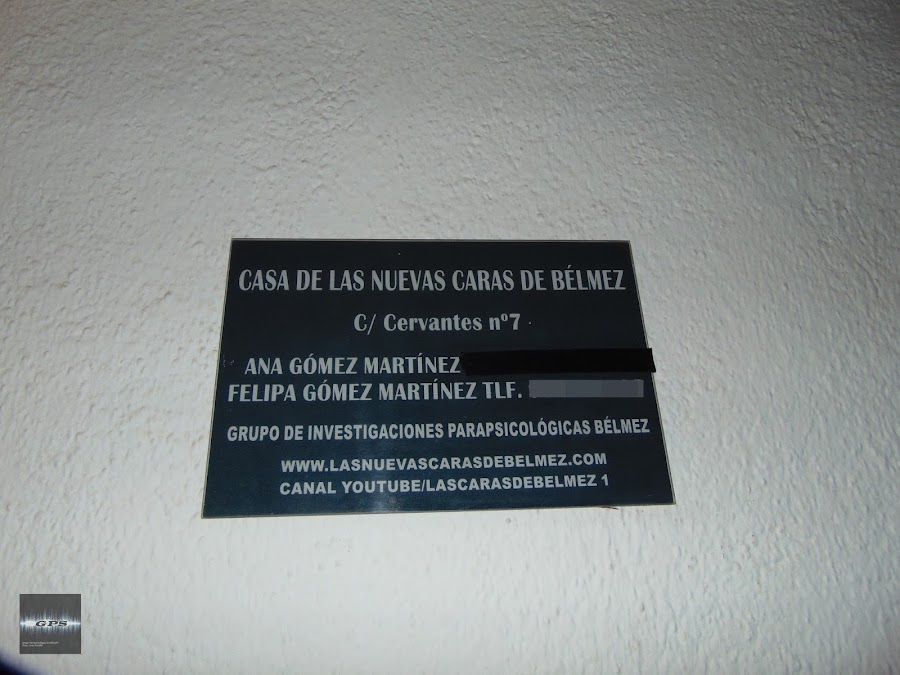 CASA DE LAS NUEVAS CARAS DE BÉLMEZ
C/ Cervantes nº7
ANA GÓMEZ MARTÍNEZ
FELIPA GÓMEZ MARTÍNEZ TLF.
GRUPO DE INVESTIGACIONES PARAPSICOLÓGICAS BÉLMEZ
WWW.LASNUEVASCARASDEBELMEZ.COM
CANAL YOUTUBE/LASCARASDEBELMEZ 1
GPS